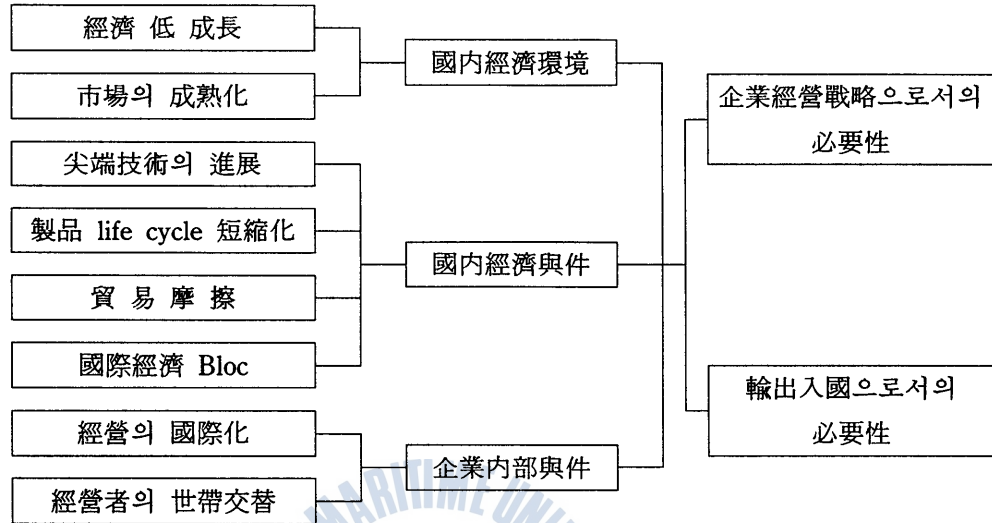 經濟 低 成長
市場의 成熟化
國內經濟環境
尖端技術의 進展
製品 life cycle 短縮化
貿 易 摩 擦
國際經濟 Bloc
國內經濟與件
經營의 國際化
經營者의 世帶交替
企業內部與件
企業經營戰略으로서의
必要性
輸出入國으로서의
必要性
MARITIME UN